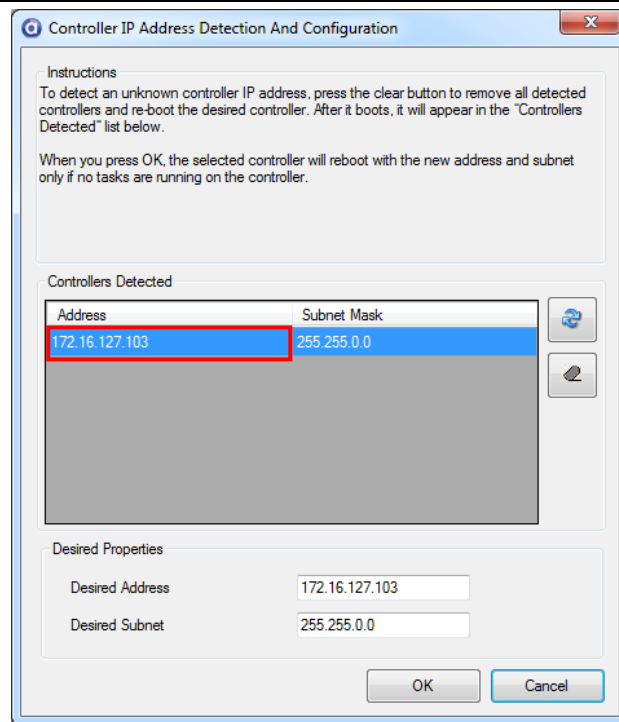 Controller IP Address Detection And Configuration
Instructions
To detect an unknown controller IP address, press the clear button to remove all detected
controllers and re-boot the desired controller. After it boots, it will appear in the "Controllers
Detected" list below.
When you press OK, the selected controller will reboot with the new address and subnet
only if no tasks are running on the controller.
Controllers Detected
Address Subnet Mask
172.16.127.103 255.255.0.0
Desired Properties
Desired Address 172.16.127.103
Desired Subnet 255.255.0.0
OK Cancel